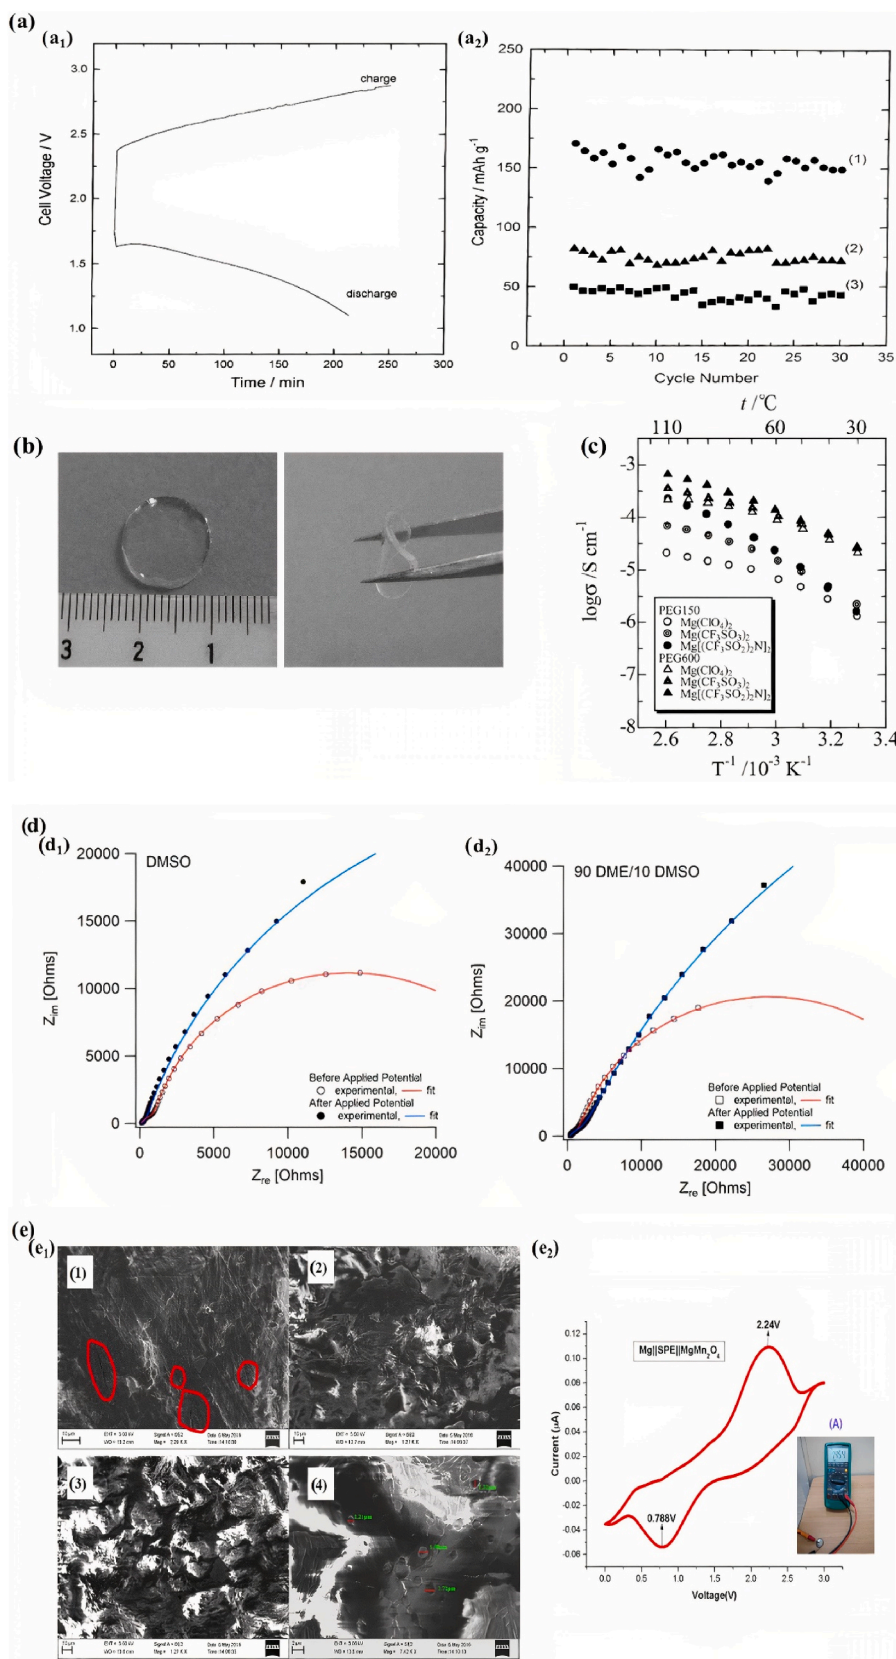 (a)
(a1)
3.0
2.5
2.0
1.5
1.0
Cell Voltage / V
charge
discharge
0 50 100 150 200 250 300
Time / min
(a2)
250
200
150
100
50
0
Capacity / mAh g-1
(1)
(2)
(3)
0 5 10 15 20 25 30 35
Cycle Number
(b)
3 2 1
(c)
t /°C
110 60 30
-3
-4
-5
-6
-7
-8
logσ /S cm-1
PEG150
Mg(ClO4)2
Mg(CF3SO3)2
Mg[(CF3SO2)2N]2
PEG600
Mg(ClO4)2
Mg(CF3SO3)2
Mg[(CF3SO2)2N]2
2.6 2.8 3 3.2 3.4
T-1 /10-3 K-1
(d)
(d1)
DMSO
20000
15000
10000
5000
0
Zim [Ohms]
Before Applied Potential
experimental, fit
After Applied Potential
experimental, fit
0 5000 10000 15000 20000
Zre [Ohms]
(d2)
90 DME/10 DMSO
40000
30000
20000
10000
0
Zim [Ohms]
Before Applied Potential
experimental, fit
After Applied Potential
experimental, fit
0 10000 20000 30000 40000
Zre [Ohms]
(e)
(e1)
(1)
(2)
(3)
(4)
(e2)
0.12
0.10
0.08
0.06
0.04
0.02
0.00
-0.02
-0.04
-0.06
Current (μA)
Mg||SPE||MgMn2O4
2.24V
0.788V
(A)
0.0 0.5 1.0 1.5 2.0 2.5 3.0
Voltage(V)